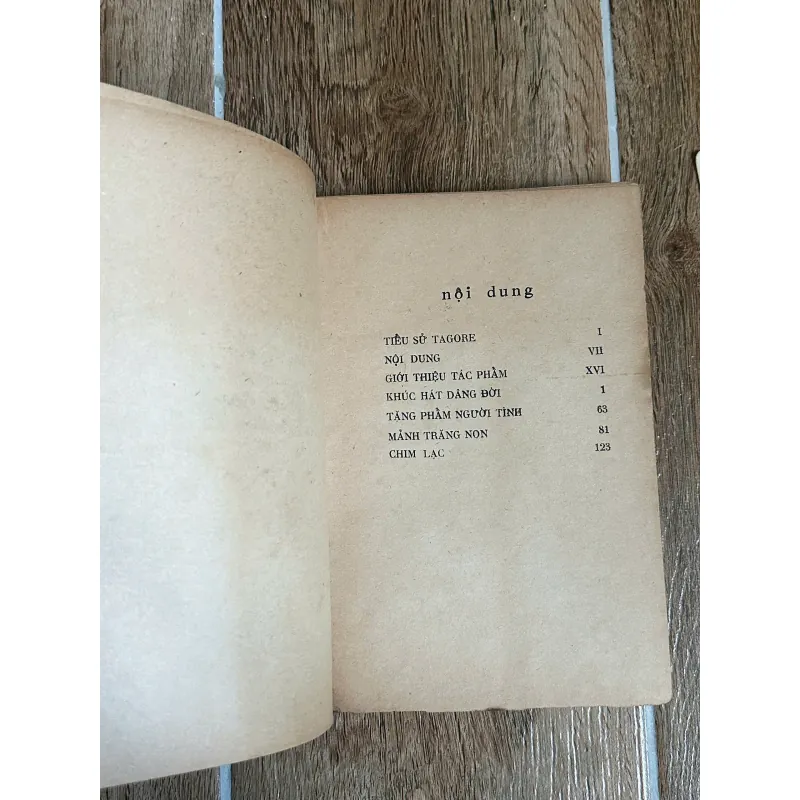 nội dung
TIỂU SỬ TAGORE I
NỘI DUNG VII
GIỚI THIỆU TÁC PHẨM XVI
KHÚC HÁT DÂNG ĐỜI 1
TẶNG PHẨM NGƯỜI TÌNH 63
MẢNH TRĂNG NON 81
CHIM LẠC 123